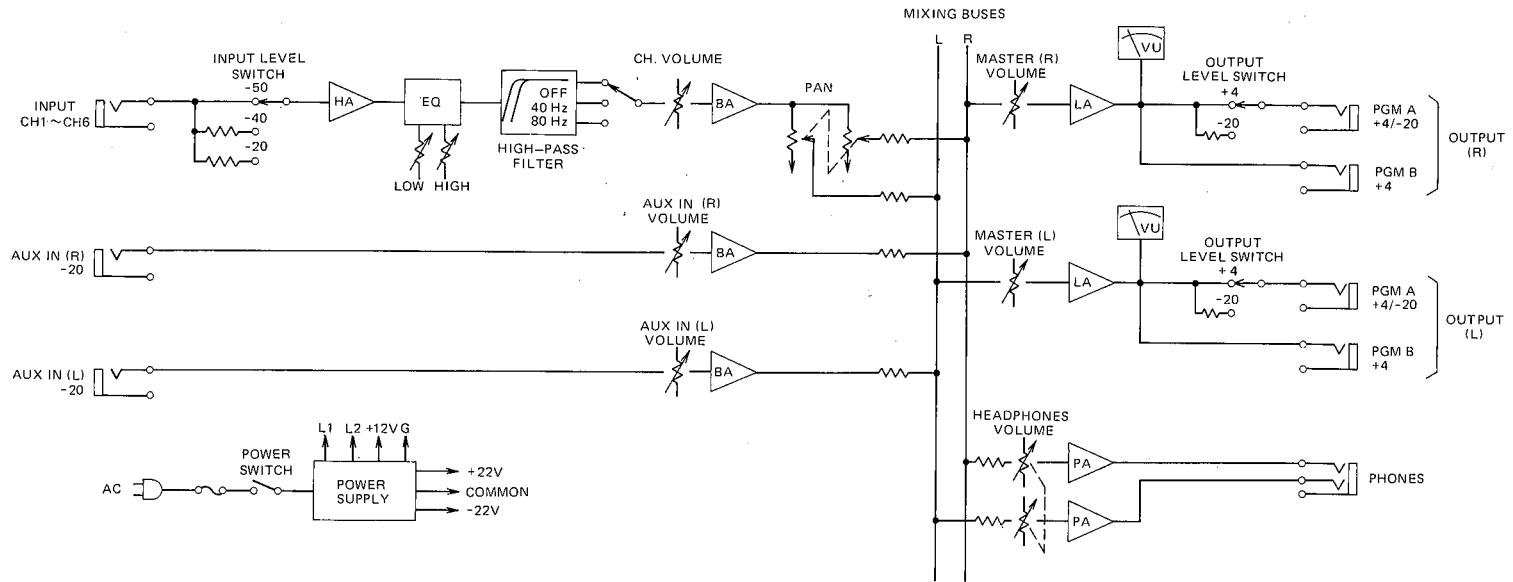 MIXING BUSES
L R
INPUT LEVEL
SWITCH
-50
-40
-20
INPUT
CH1~CH6
HA
EQ
LOW HIGH
OFF
40 Hz
80 Hz
HIGH-PASS
FILTER
CH. VOLUME
BA
PAN
MASTER (R)
VOLUME
LA
VU
OUTPUT
LEVEL SWITCH
+4
-20
PGM A
+4/-20
PGM B
+4
OUTPUT
(R)
AUX IN (R)
-20
AUX IN (R)
VOLUME
BA
MASTER (L)
VOLUME
LA
VU
OUTPUT
LEVEL SWITCH
+4
-20
PGM A
+4/-20
PGM B
+4
OUTPUT
(L)
AUX IN (L)
-20
AUX IN (L)
VOLUME
BA
HEADPHONES
VOLUME
PA
PA
PHONES
AC
POWER
SWITCH
L1 L2 +12V G
POWER
SUPPLY
+22V
COMMON
-22V